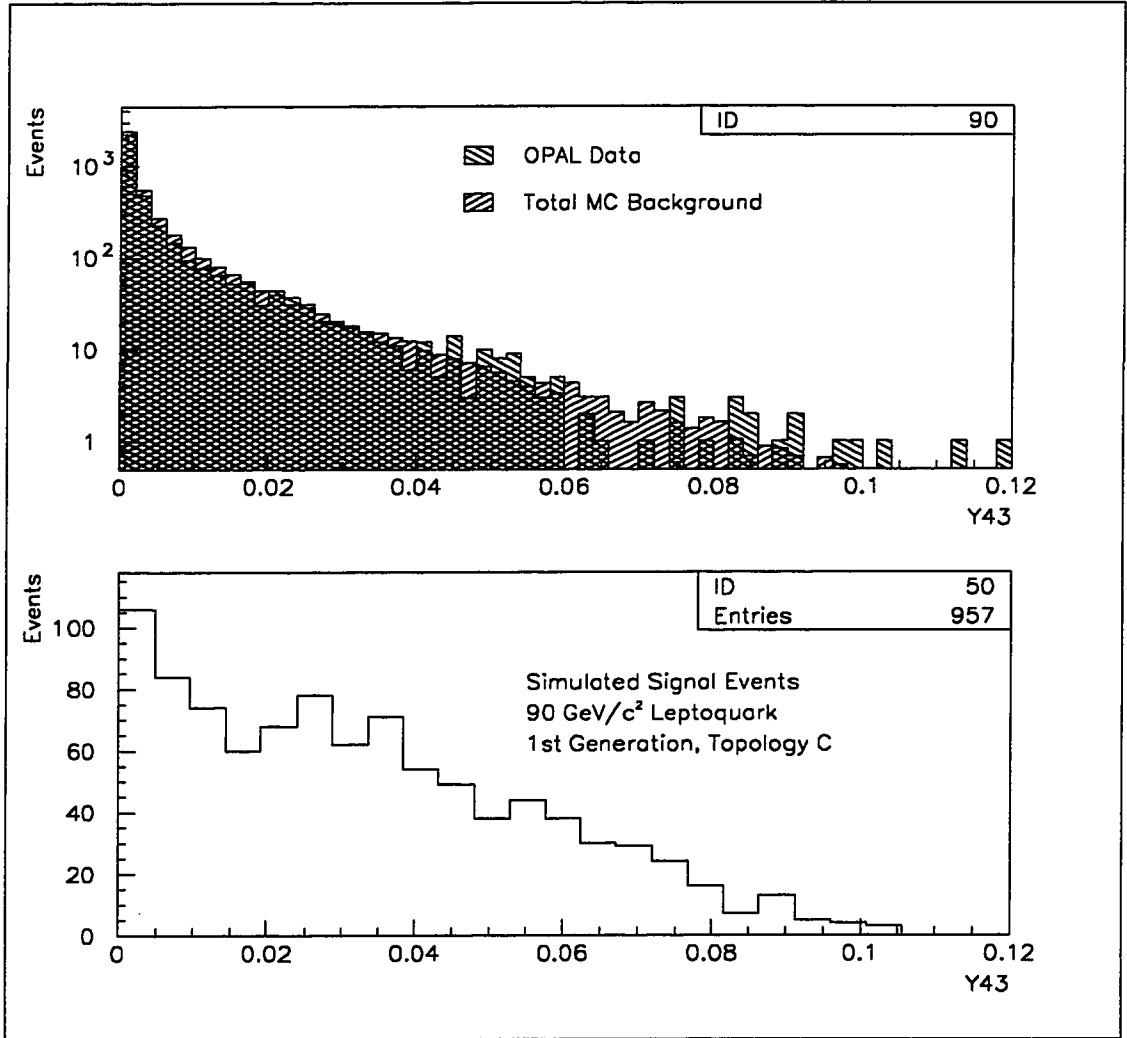 ID 90
Events
OPAL Data
Total MC Background
10³
10²
10
1
0 0.02 0.04 0.06 0.08 0.1 0.12
Y43
ID 50
Entries 957
Events
Simulated Signal Events
90 GeV/c² Leptoquark
1st Generation, Topology C
100
80
60
40
20
0
0 0.02 0.04 0.06 0.08 0.1 0.12
Y43